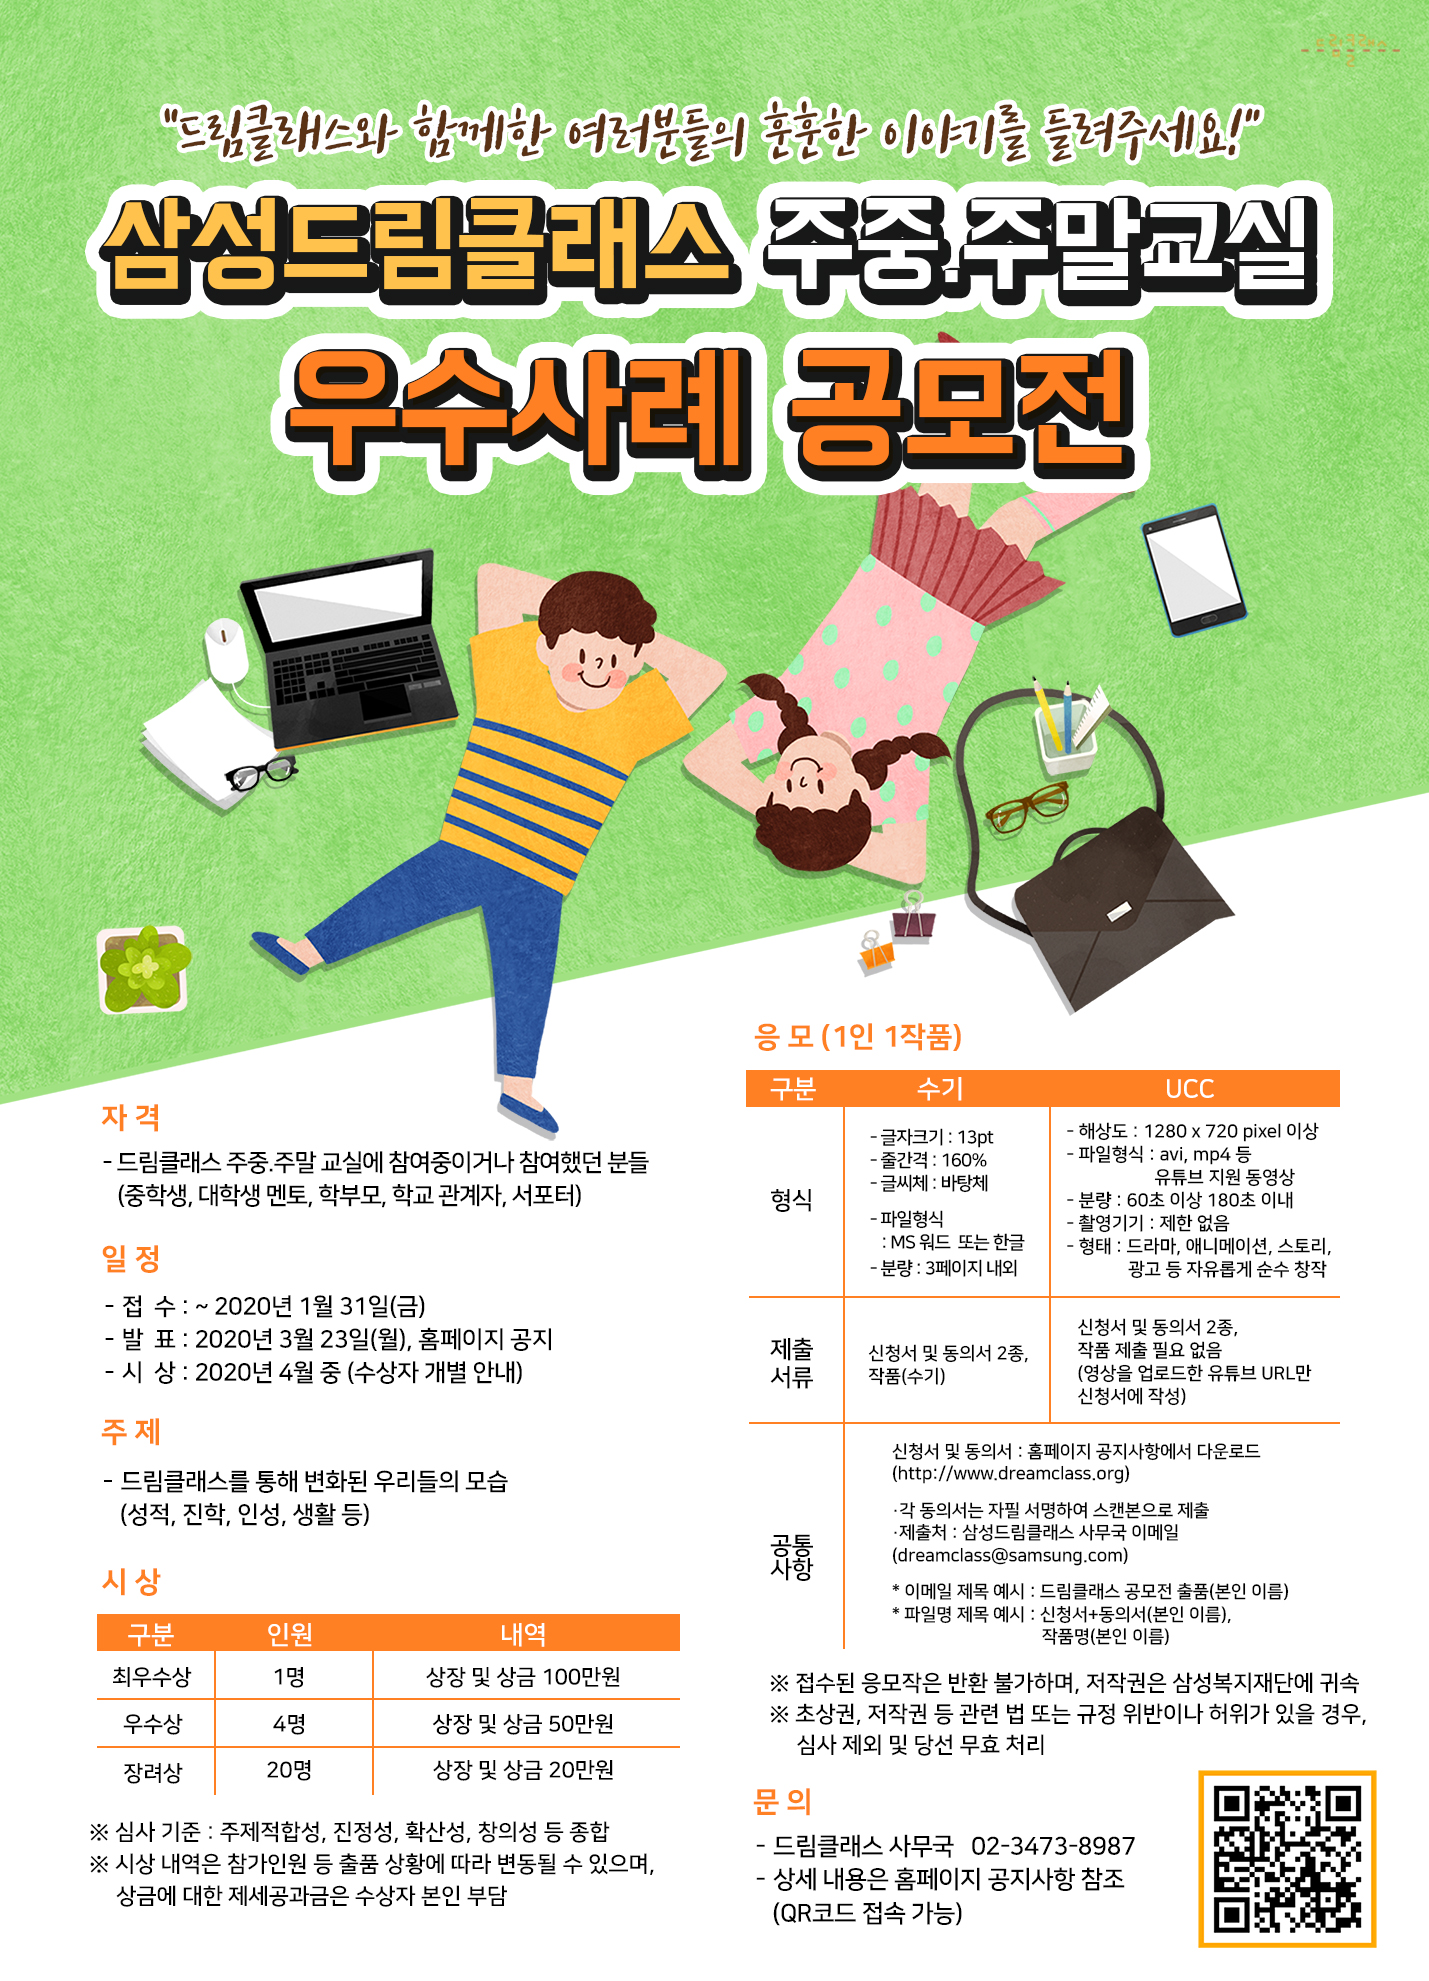 "드림클래스와 함께한 여러분들의 훈훈한 이야기를 들려주세요!"
삼성드림클래스 주중.주말교실
우수사례 공모전
자 격
- 드림클래스 주중.주말 교실에 참여중이거나 참여했던 분들
(중학생, 대학생 멘토, 학부모, 학교 관계자, 서포터)
일 정
- 접 수 : ~ 2020년 1월 31일(금)
- 발 표 : 2020년 3월 23일(월), 홈페이지 공지
- 시 상 : 2020년 4월 중 (수상자 개별 안내)
주 제
- 드림클래스를 통해 변화된 우리들의 모습
(성적, 진학, 인성, 생활 등)
시 상
구분 인원 내역
최우수상 1명 상장 및 상금 100만원
우수상 4명 상장 및 상금 50만원
장려상 20명 상장 및 상금 20만원
※ 심사 기준 : 주제적합성, 진정성, 확산성, 창의성 등 종합
※ 시상 내역은 참가인원 등 출품 상황에 따라 변동될 수 있으며,
상금에 대한 제세공과금은 수상자 본인 부담
응 모 (1인 1작품)
구분 수기 UCC
형식
- 글자크기 : 13pt
- 줄간격 : 160%
- 글씨체 : 바탕체
- 파일형식
: MS 워드 또는 한글
- 분량 : 3페이지 내외
- 해상도 : 1280 x 720 pixel 이상
- 파일형식 : avi, mp4 등
유튜브 지원 동영상
- 분량 : 60초 이상 180초 이내
- 촬영기기 : 제한 없음
- 형태 : 드라마, 애니메이션, 스토리,
광고 등 자유롭게 순수 창작
제출
서류
신청서 및 동의서 2종,
작품(수기)
신청서 및 동의서 2종,
작품 제출 필요 없음
(영상을 업로드한 유튜브 URL만
신청서에 작성)
공통
사항
신청서 및 동의서 : 홈페이지 공지사항에서 다운로드
(http://www.dreamclass.org)
·각 동의서는 자필 서명하여 스캔본으로 제출
·제출처 : 삼성드림클래스 사무국 이메일
(dreamclass@samsung.com)
* 이메일 제목 예시 : 드림클래스 공모전 출품(본인 이름)
* 파일명 제목 예시 : 신청서+동의서(본인 이름),
작품명(본인 이름)
※ 접수된 응모작은 반환 불가하며, 저작권은 삼성복지재단에 귀속
※ 초상권, 저작권 등 관련 법 또는 규정 위반이나 허위가 있을 경우,
심사 제외 및 당선 무효 처리
문 의
- 드림클래스 사무국 02-3473-8987
- 상세 내용은 홈페이지 공지사항 참조
(QR코드 접속 가능)